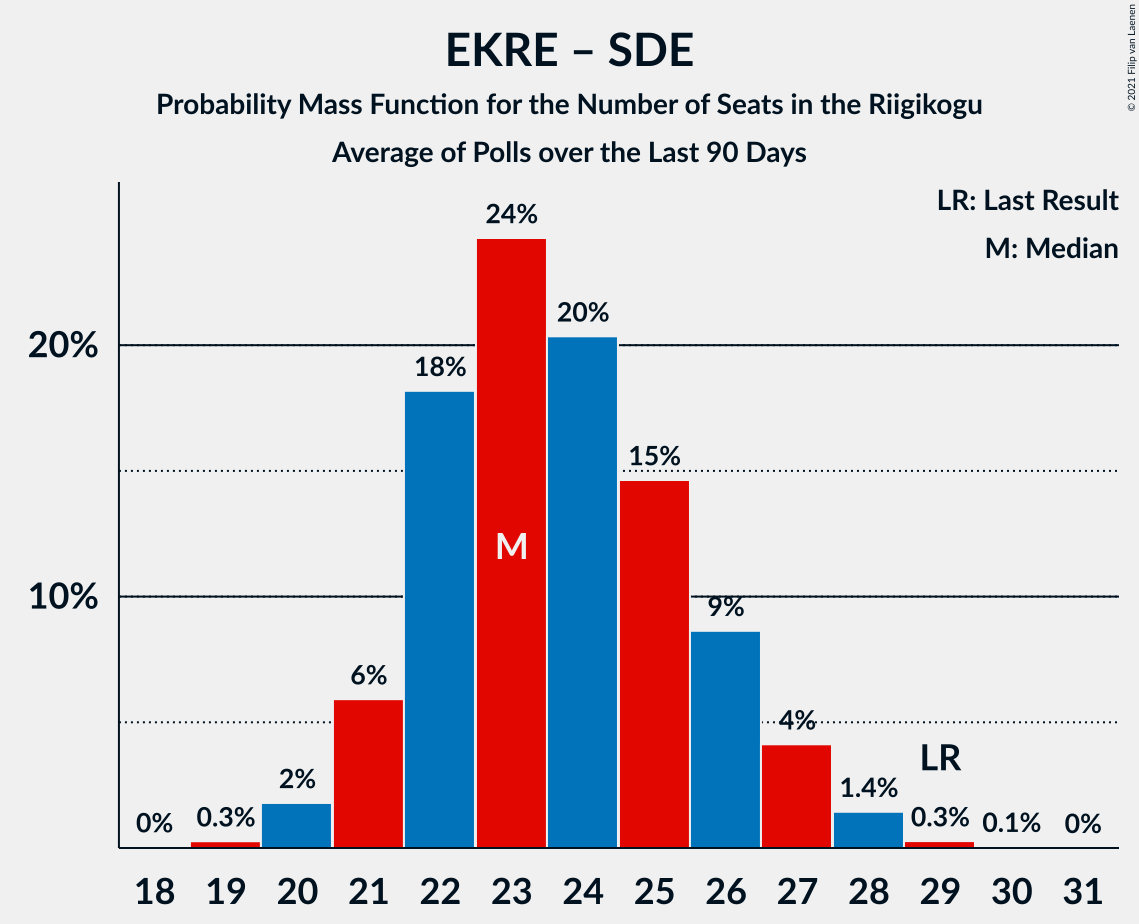 EKRE – SDE
Probability Mass Function for the Number of Seats in the Riigikogu
Average of Polls over the Last 90 Days
© 2021 Filip van Laenen
LR: Last Result
M: Median
20%
10%
0%
0.3%
2%
6%
18%
24%
20%
15%
9%
4%
1.4%
0.3%
0.1%
0%
M
LR
18 19 20 21 22 23 24 25 26 27 28 29 30 31